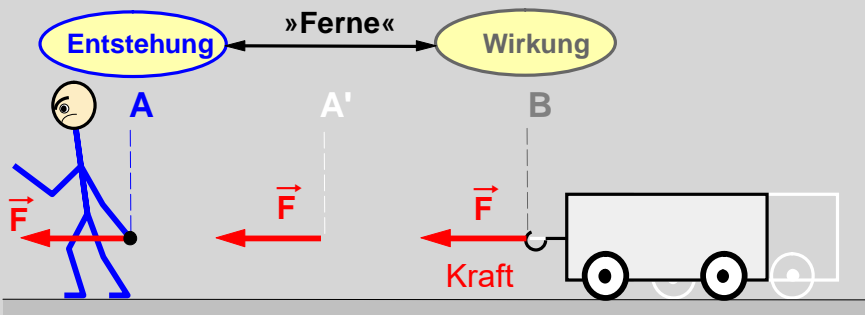 »Ferne«
Entstehung
Wirkung
A
A'
B
F
F
F
Kraft